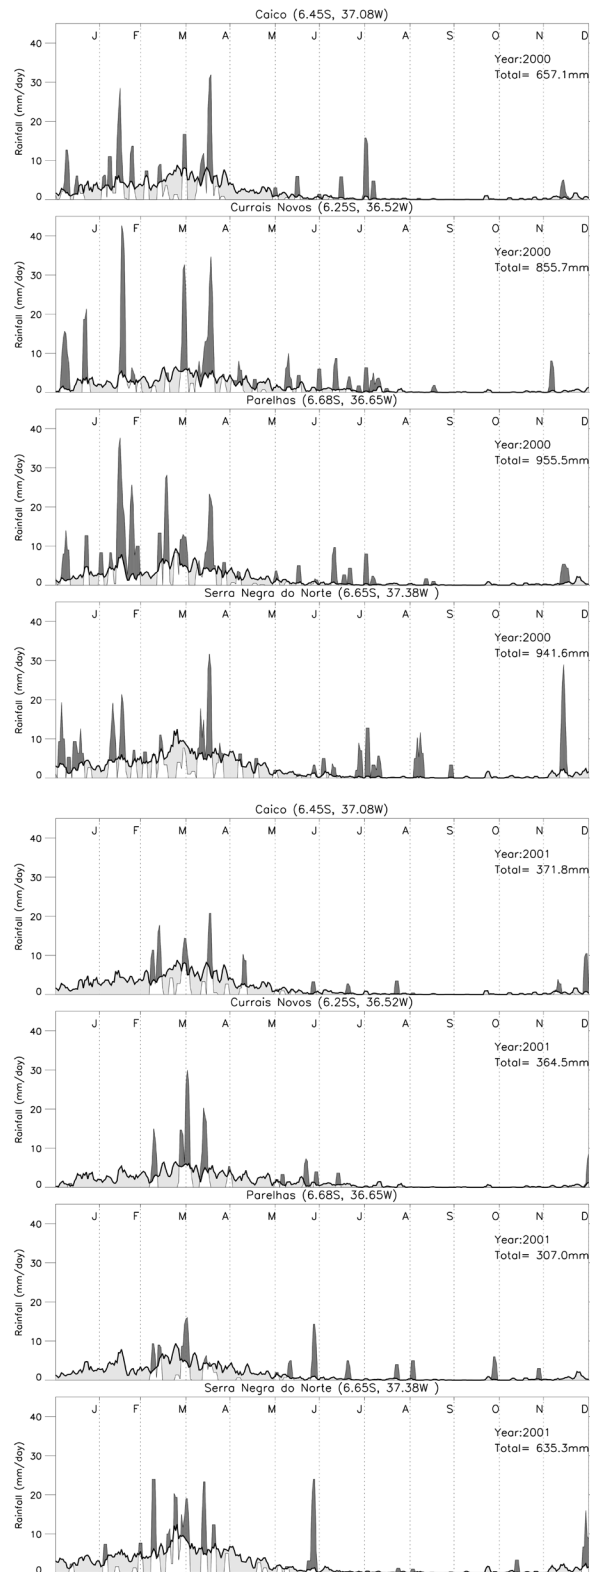 Caico (6.45S, 37.08W)
J F M A M J J A S O N D
Year:2000
Total= 657.1mm
Rainfall (mm/day)
40
30
20
10
0
Currais Novos (6.25S, 36.52W)
J F M A M J J A S O N D
Year:2000
Total= 855.7mm
Rainfall (mm/day)
40
30
20
10
0
Parelhas (6.68S, 36.65W)
J F M A M J J A S O N D
Year:2000
Total= 955.5mm
Rainfall (mm/day)
40
30
20
10
0
Serra Negra do Norte (6.65S, 37.38W )
J F M A M J J A S O N D
Year:2000
Total= 941.6mm
Rainfall (mm/day)
40
30
20
10
0
Caico (6.45S, 37.08W)
J F M A M J J A S O N D
Year:2001
Total= 371.8mm
Rainfall (mm/day)
40
30
20
10
0
Currais Novos (6.25S, 36.52W)
J F M A M J J A S O N D
Year:2001
Total= 364.5mm
Rainfall (mm/day)
40
30
20
10
0
Parelhas (6.68S, 36.65W)
J F M A M J J A S O N D
Year:2001
Total= 307.0mm
Rainfall (mm/day)
40
30
20
10
0
Serra Negra do Norte (6.65S, 37.38W )
J F M A M J J A S O N D
Year:2001
Total= 635.3mm
Rainfall (mm/day)
40
30
20
10
0